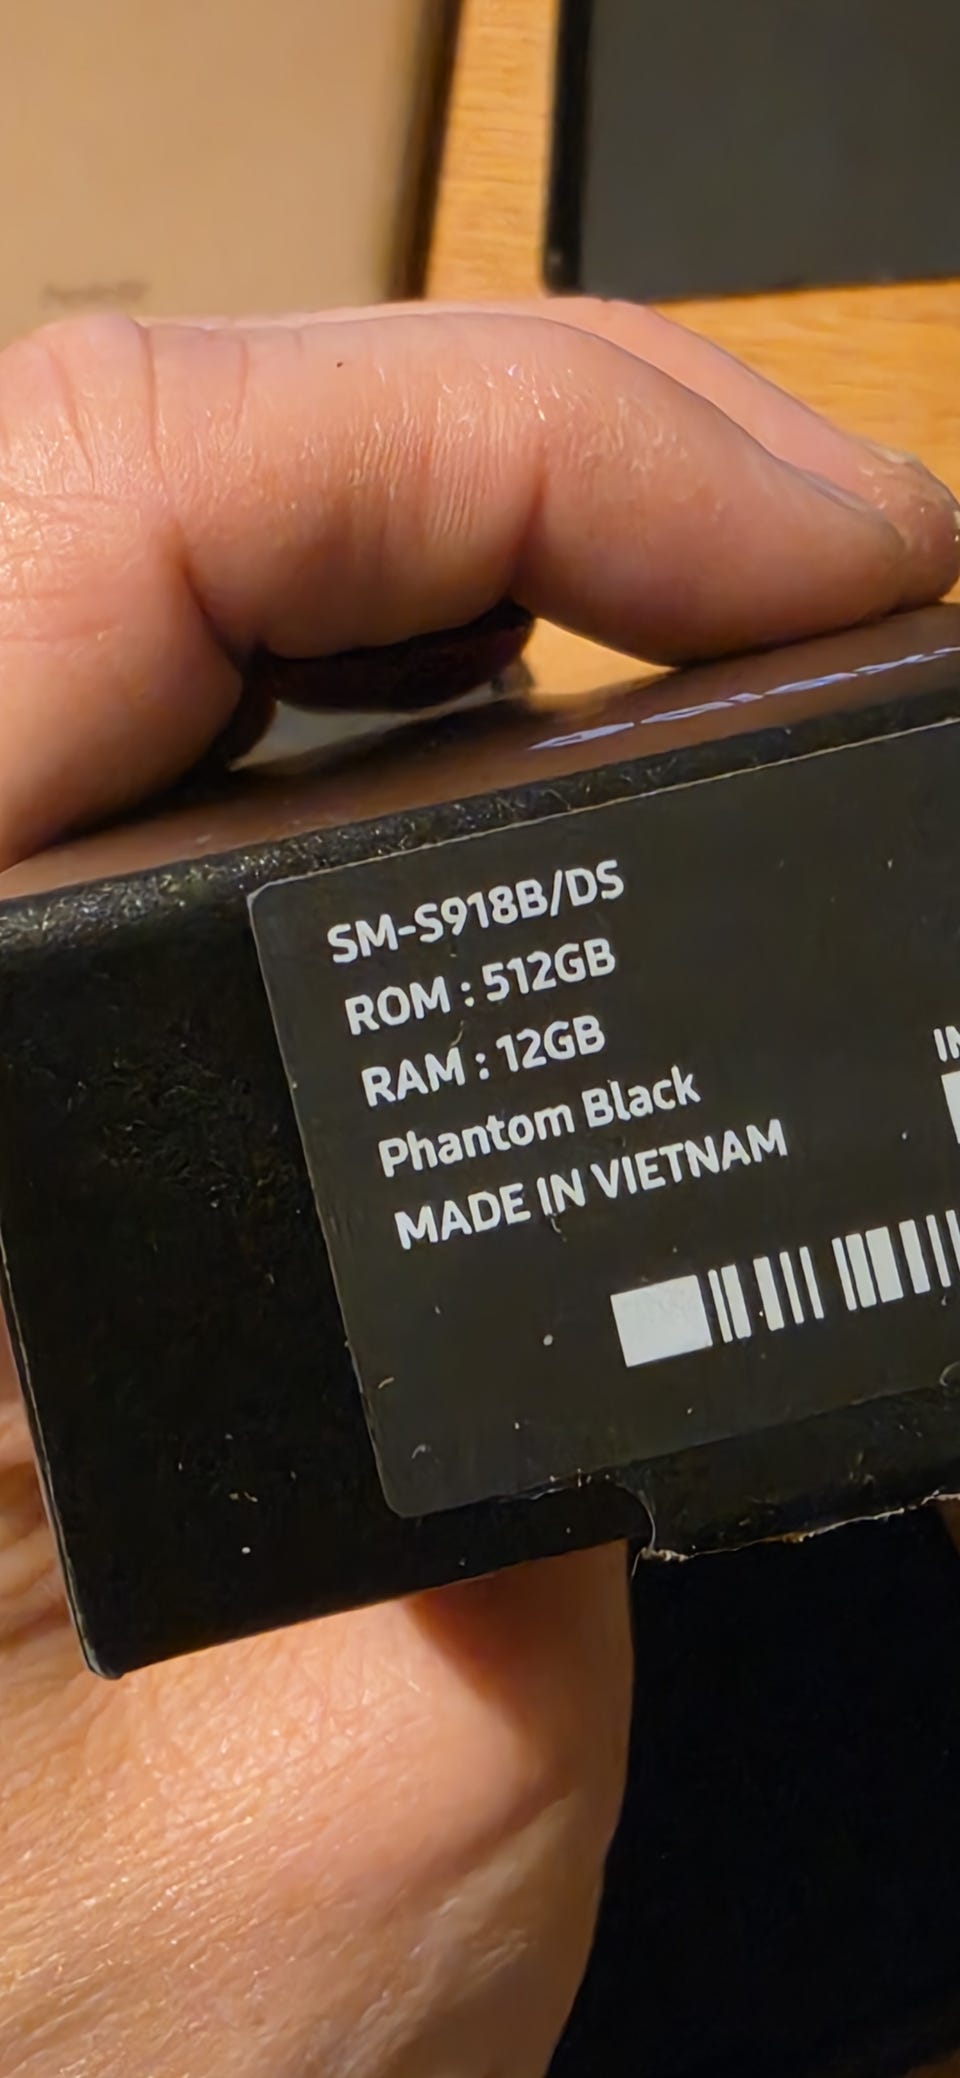 SM-S918B/DS
ROM : 512GB
RAM : 12GB
Phantom Black
MADE IN VIETNAM